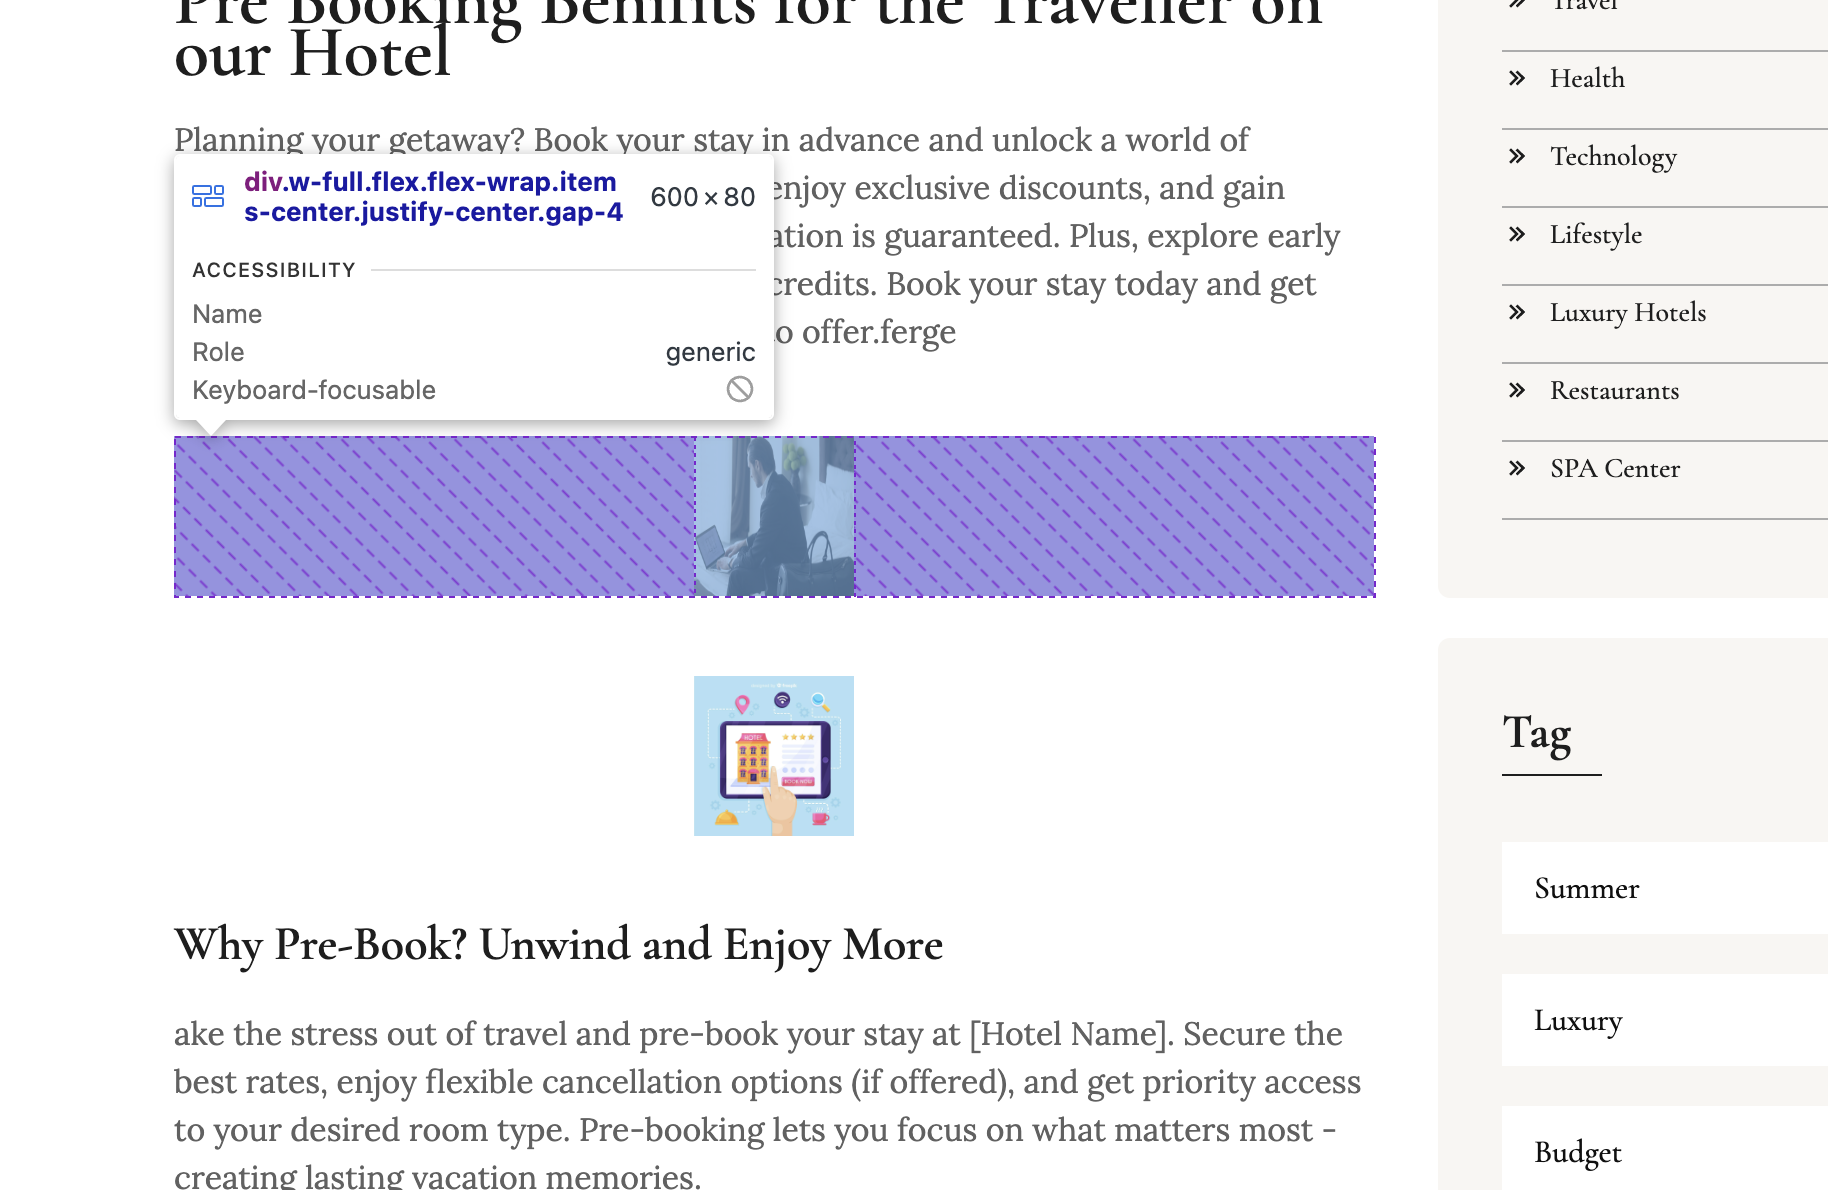 Pre Booking Benifits for the Traveller on
our Hotel
Planning your getaway? Book your stay in advance and unlock a world of
enjoy exclusive discounts, and gain
ation is guaranteed. Plus, explore early
credits. Book your stay today and get
to offer.ferge
div.w-full.flex.flex-wrap.item
s-center.justify-center.gap-4
600 × 80
ACCESSIBILITY
Name
Role generic
Keyboard-focusable
HOTEL
BOOK NOW
Why Pre-Book? Unwind and Enjoy More
ake the stress out of travel and pre-book your stay at [Hotel Name]. Secure the
best rates, enjoy flexible cancellation options (if offered), and get priority access
to your desired room type. Pre-booking lets you focus on what matters most -
creating lasting vacation memories.
Travel
Health
Technology
Lifestyle
Luxury Hotels
Restaurants
SPA Center
Tag
Summer
Luxury
Budget